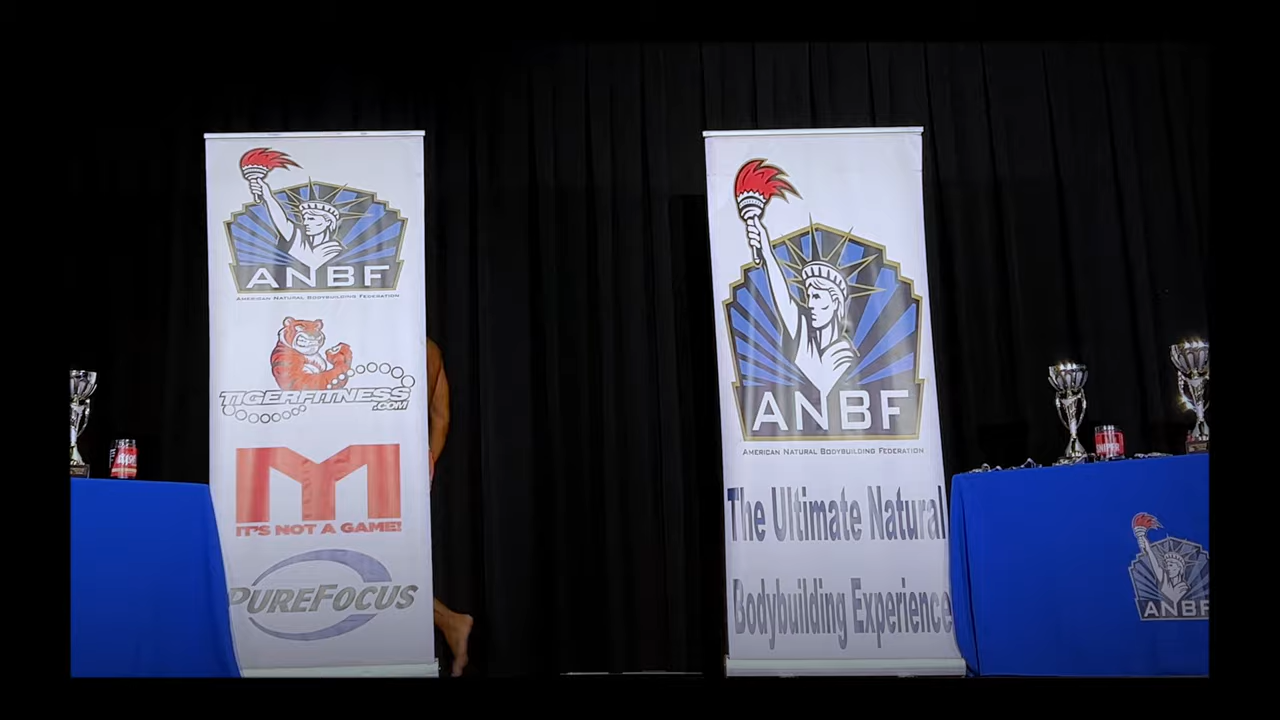 ANBF
AMERICAN NATURAL BODYBUILDING FEDERATION
TIGERFITNESS
.COM
IT'S NOT A GAME!
PUREFOCUS
ANBF
AMERICAN NATURAL BODYBUILDING FEDERATION
The Ultimate Natural
Bodybuilding Experience
SNIPER
ANBF